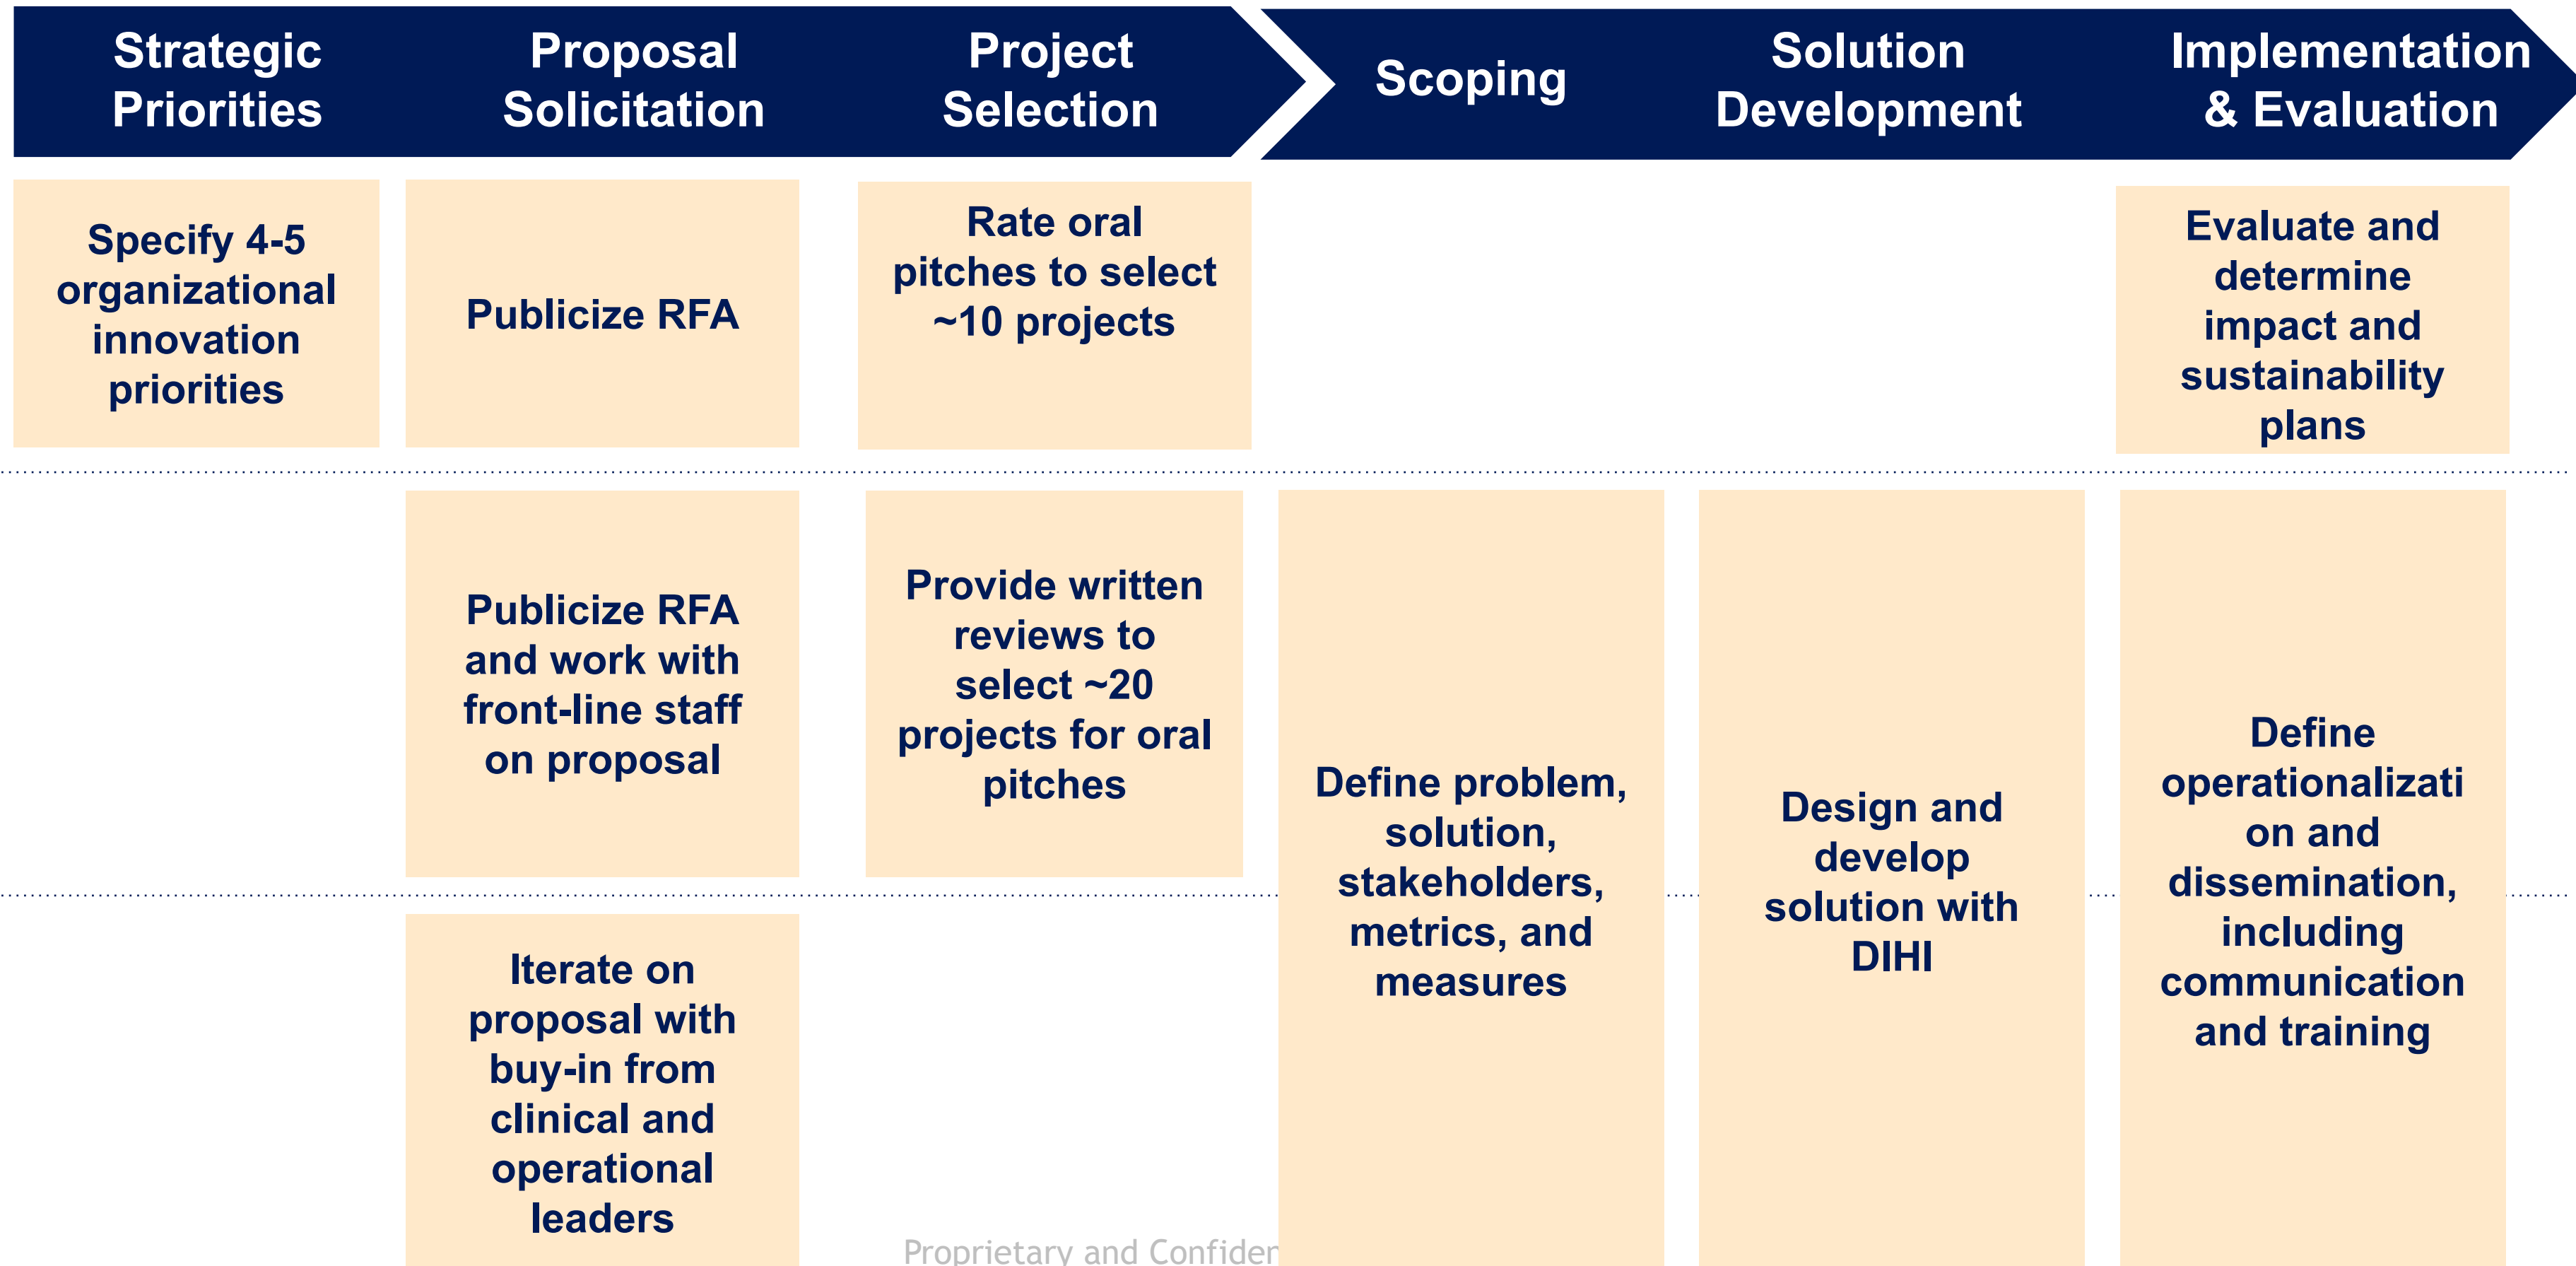 Strategic
Priorities
Proposal
Solicitation
Project
Selection
Scoping
Solution
Development
Implementation
& Evaluation
Specify 4-5
organizational
innovation
priorities
Publicize RFA
Rate oral
pitches to select
~10 projects
Evaluate and
determine
impact and
sustainability
plans
Publicize RFA
and work with
front-line staff
on proposal
Provide written
reviews to
select ~20
projects for oral
pitches
Define problem,
solution,
stakeholders,
metrics, and
measures
Design and
develop
solution with
DIHI
Define
operationalizati
on and
dissemination,
including
communication
and training
Iterate on
proposal with
buy-in from
clinical and
operational
leaders
Proprietary and